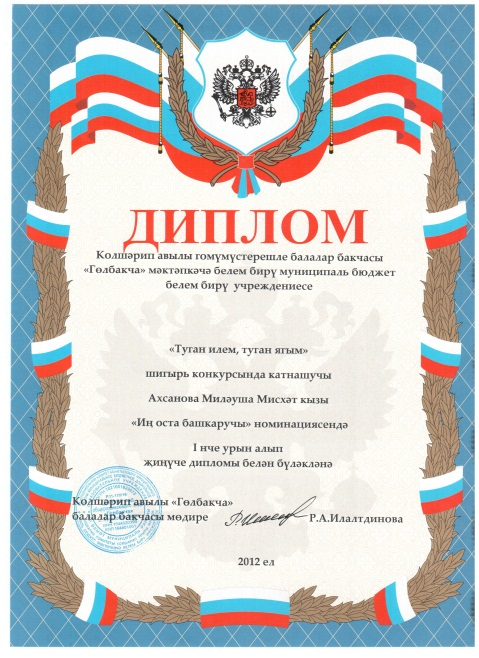 ДИПЛОМ
Колшәрип авылы гомүмүстерешле балалар бакчасы
«Гөлбакча» мәктәпкәчә белем бирү муниципаль бюджет
белем бирү учреждениесе
«Туган илем, туган ягым»
шигырь конкурсында катнашучы
Ахсанова Миләуша Мисхәт кызы
«Иң оста башкаручы» номинациясендә
I нче урын алып
җиңүче дипломы белән бүләкләнә
Колшәрип авылы «Гөлбакча»
балалар бакчасы мөдире Р.А.Илалтдинова
2012 ел